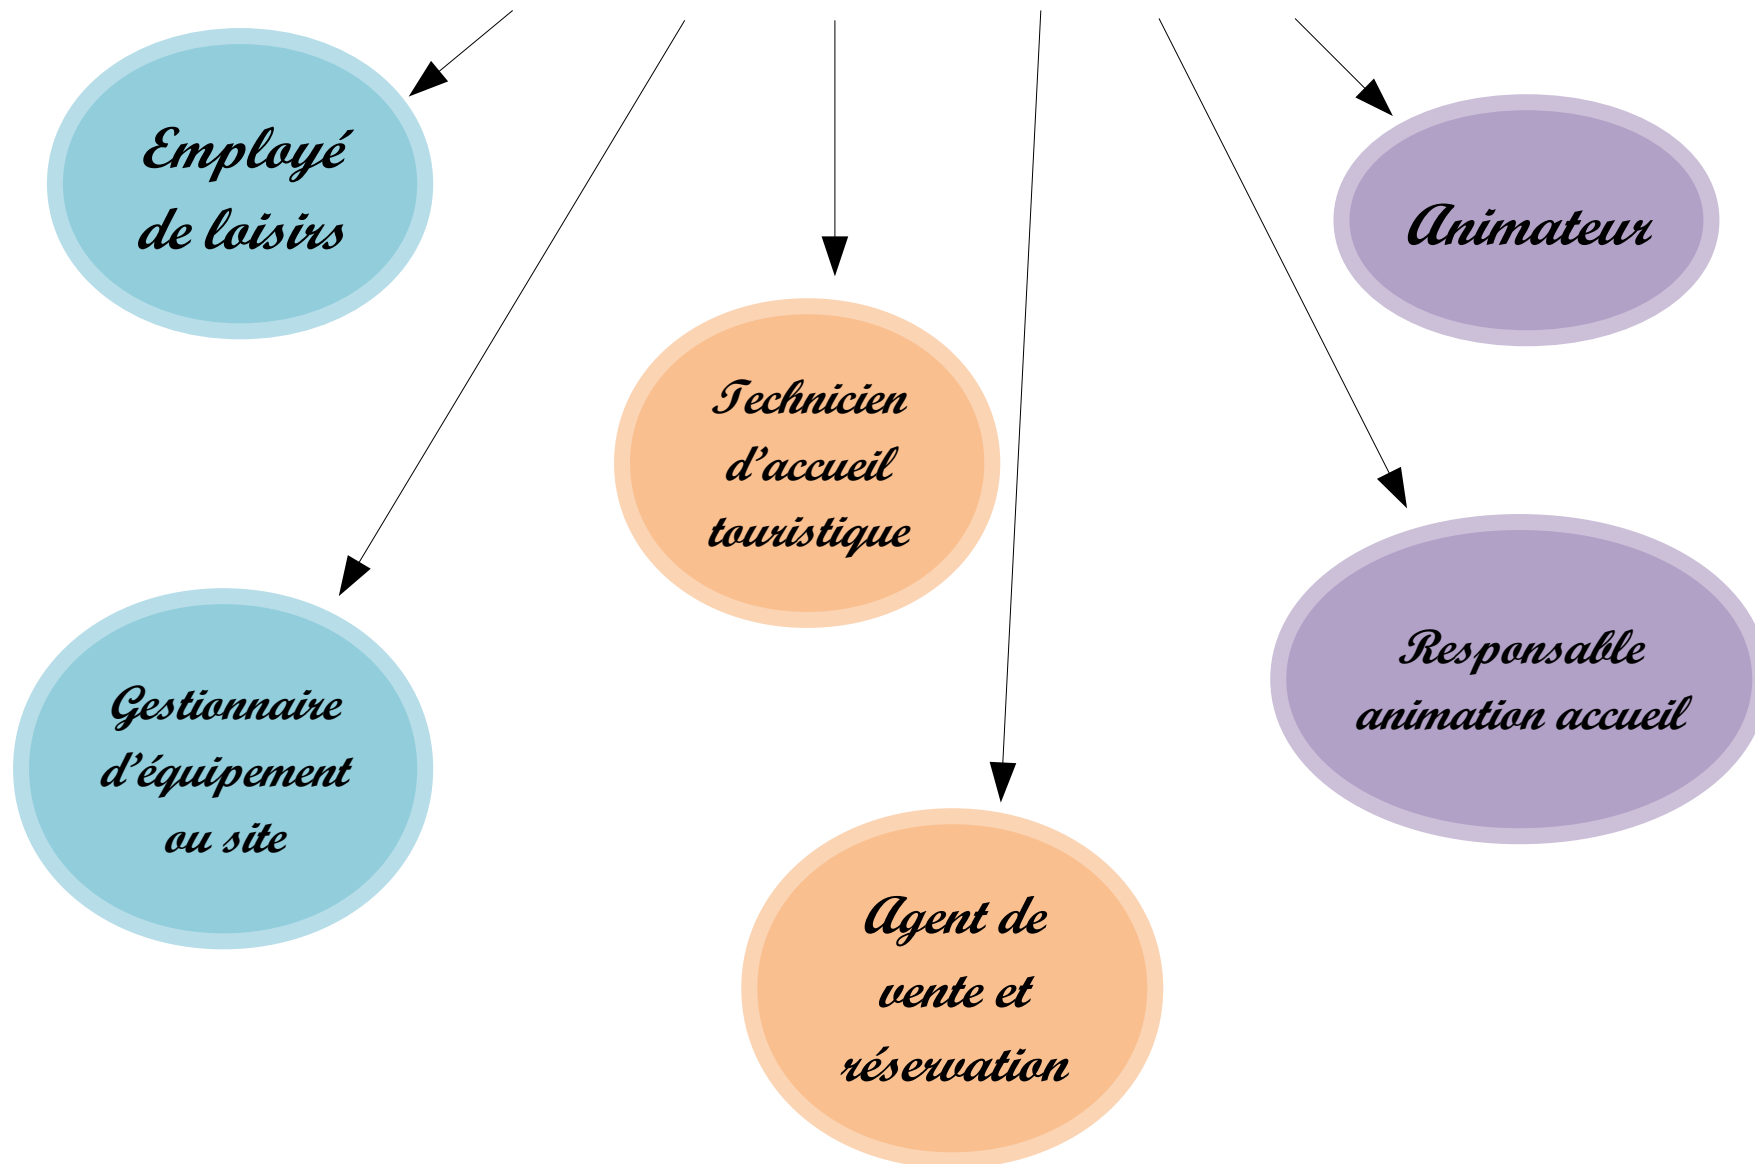 Employé
de loisirs
Animateur
Technicien
d'accueil
touristique
Gestionnaire
d'équipement
ou site
Responsable
animation accueil
Agent de
vente et
réservation